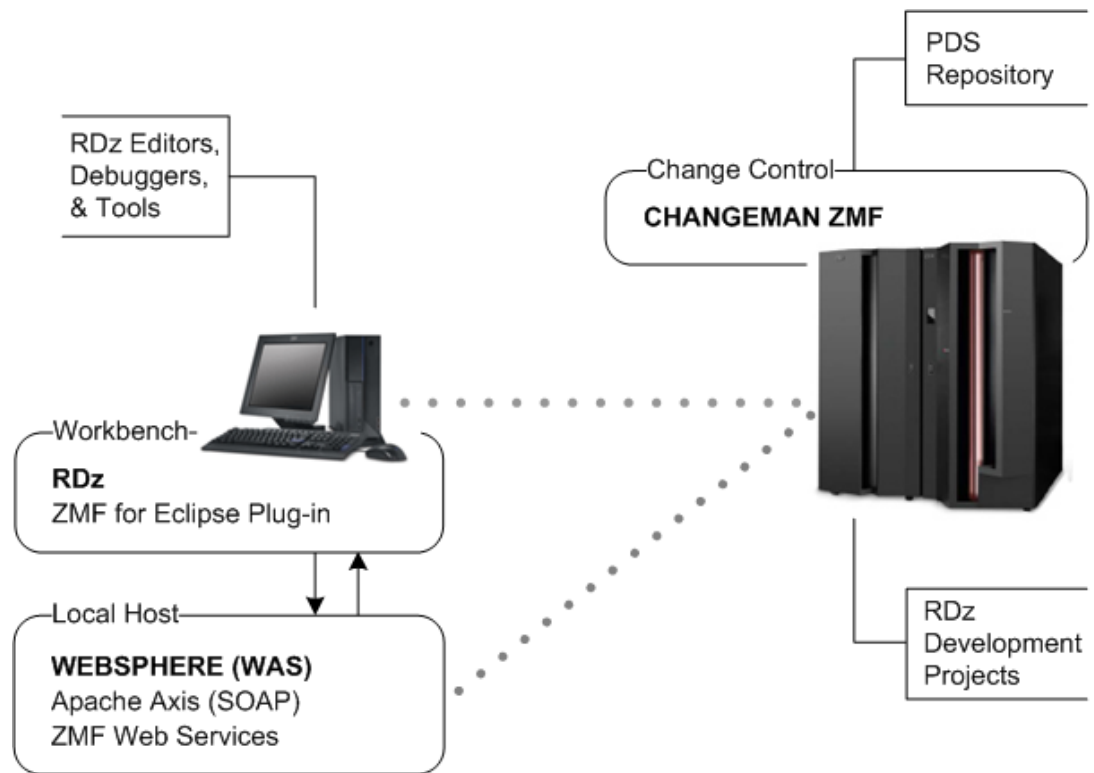 PDS
Repository
RDz Editors,
Debuggers,
& Tools
Change Control
CHANGEMAN ZMF
Workbench
RDz
ZMF for Eclipse Plug-in
Local Host
WEBSPHERE (WAS)
Apache Axis (SOAP)
ZMF Web Services
RDz
Development
Projects